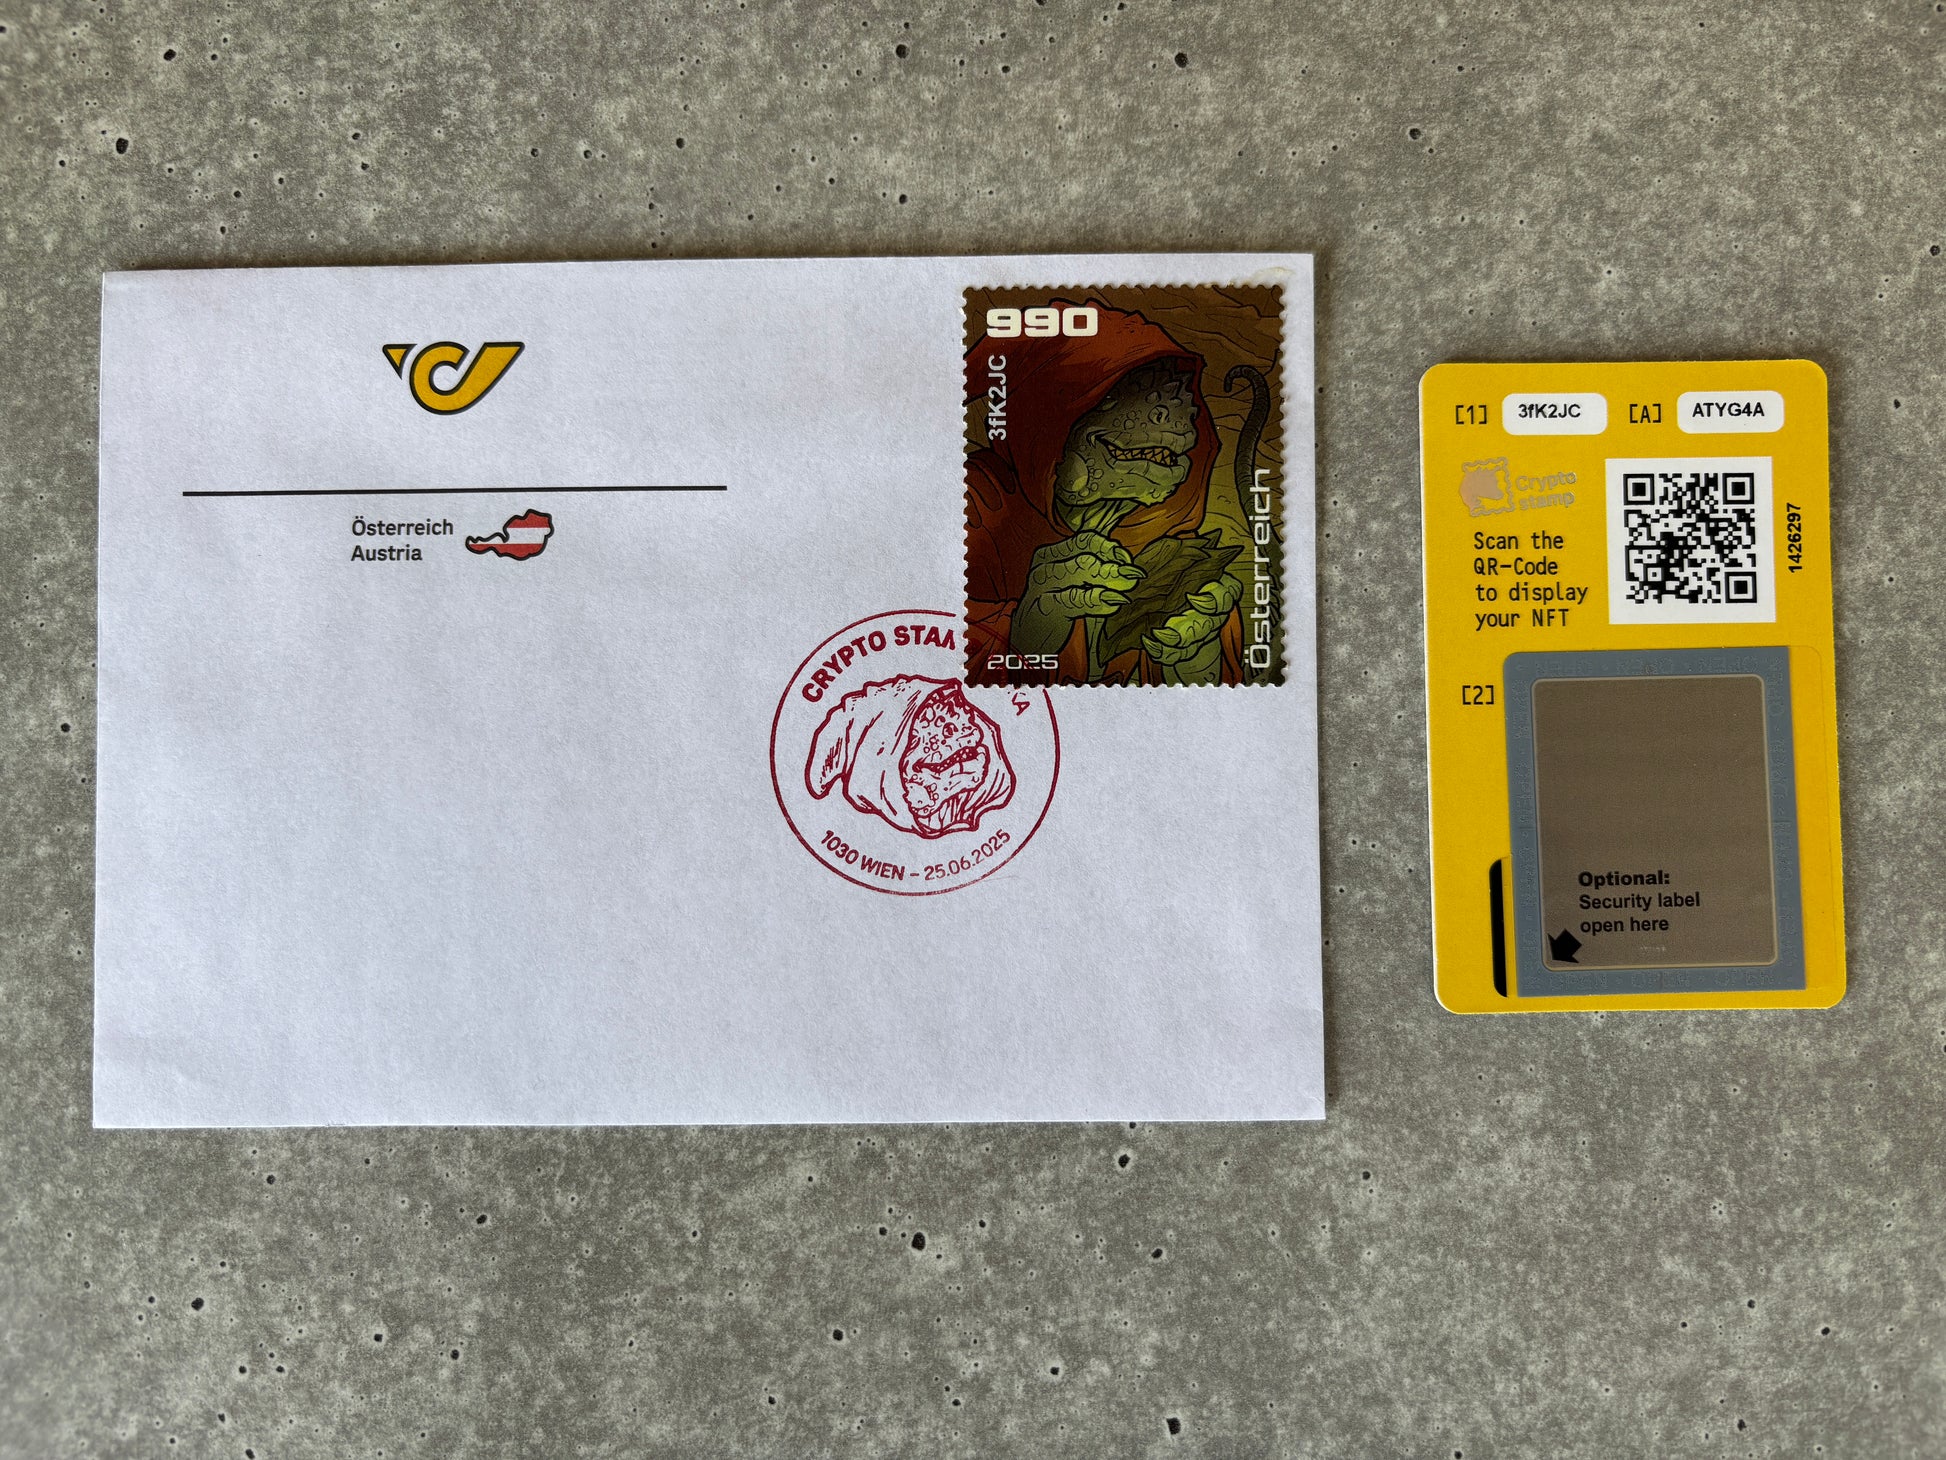 Österreich
Austria
990
3fK2JC
Österreich
2025
CRYPTO STAM
1030 WIEN – 25.06.2025
[1] 3fK2JC [A] ATYG4A
Crypto
stamp
Scan the
QR-Code
to display
your NFT
1426297
[2]
Optional:
Security label
open here